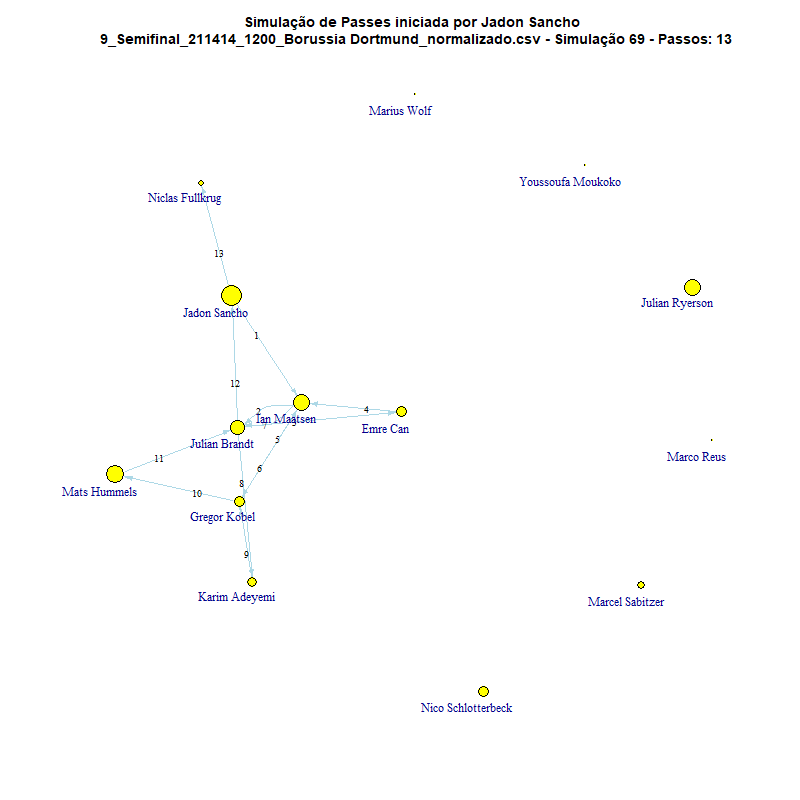 Simulação de Passes iniciada por Jadon Sancho
9_Semifinal_211414_1200_Borussia Dortmund_normalizado.csv - Simulação 69 - Passos: 13
Marius Wolf
Youssoufa Moukoko
Niclas Fullkrug
13
Julian Ryerson
Jadon Sancho
1
12
2
4
Ian Maatsen
3
7
Emre Can
5
Julian Brandt
11
6
Marco Reus
8
Mats Hummels
10
Gregor Kobel
9
Karim Adeyemi
Marcel Sabitzer
Nico Schlotterbeck